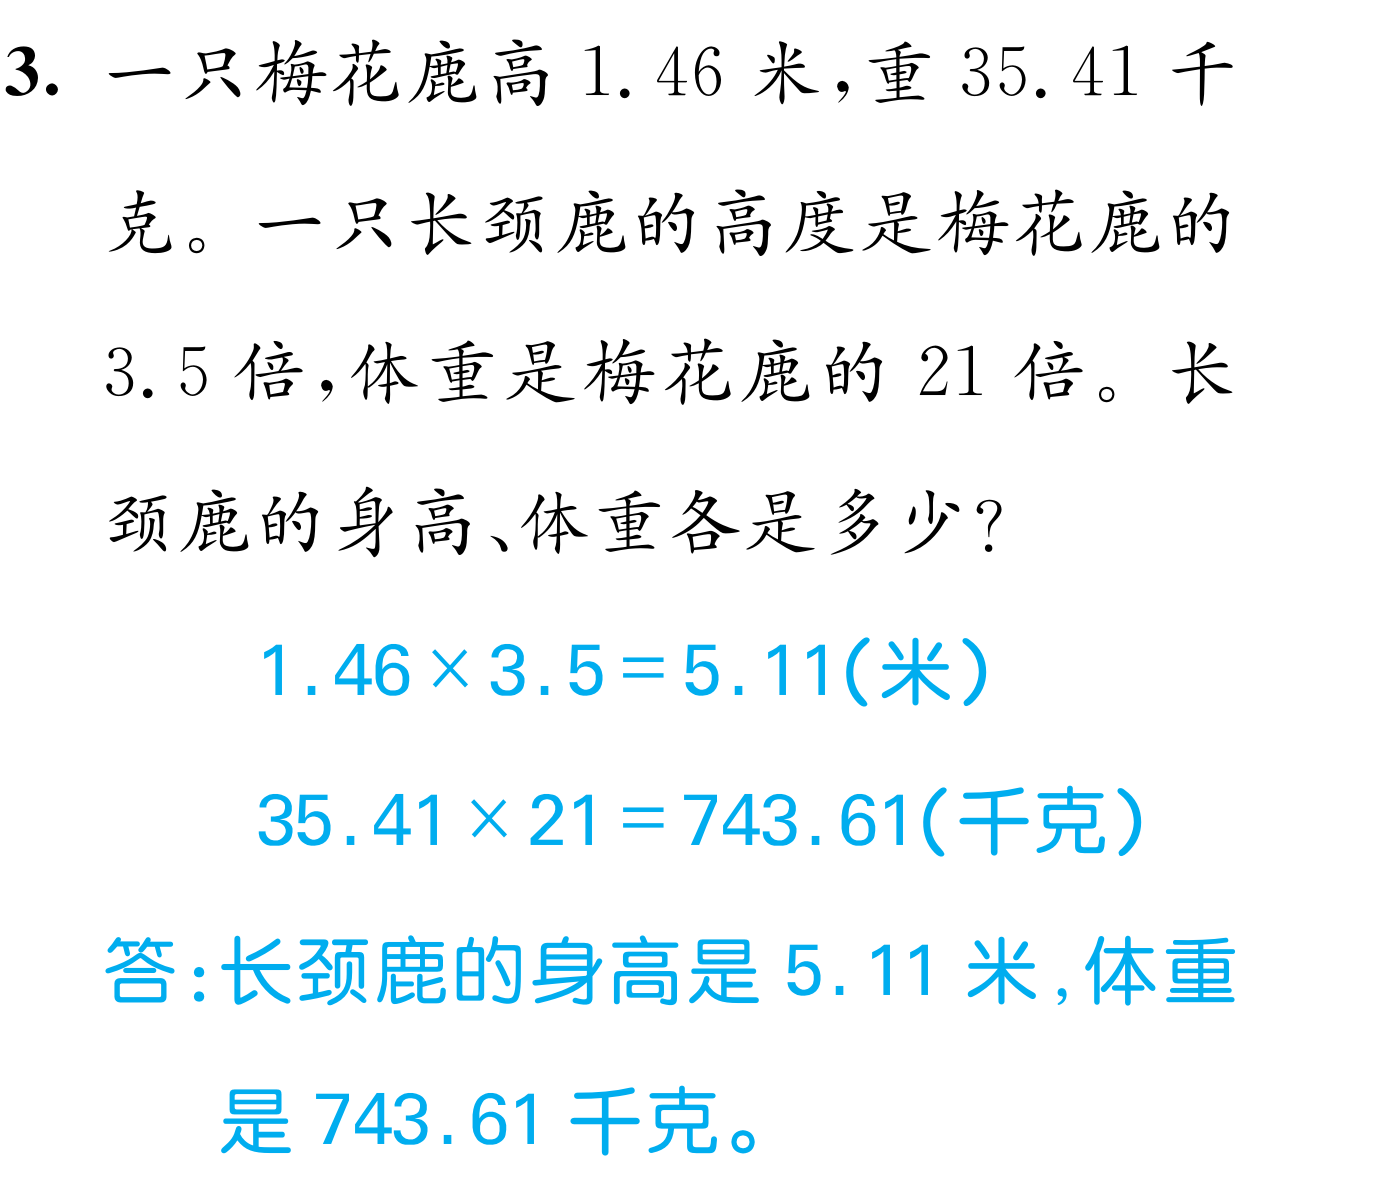 3. 一只梅花鹿高 1.46 米,重 35.41 千
克。一只长颈鹿的高度是梅花鹿的
3.5 倍,体重是梅花鹿的 21 倍。长
颈鹿的身高、体重各是多少?
1.46×3.5=5.11(米)
35.41×21=743.61(千克)
答:长颈鹿的身高是 5.11 米,体重
是 743.61 千克。